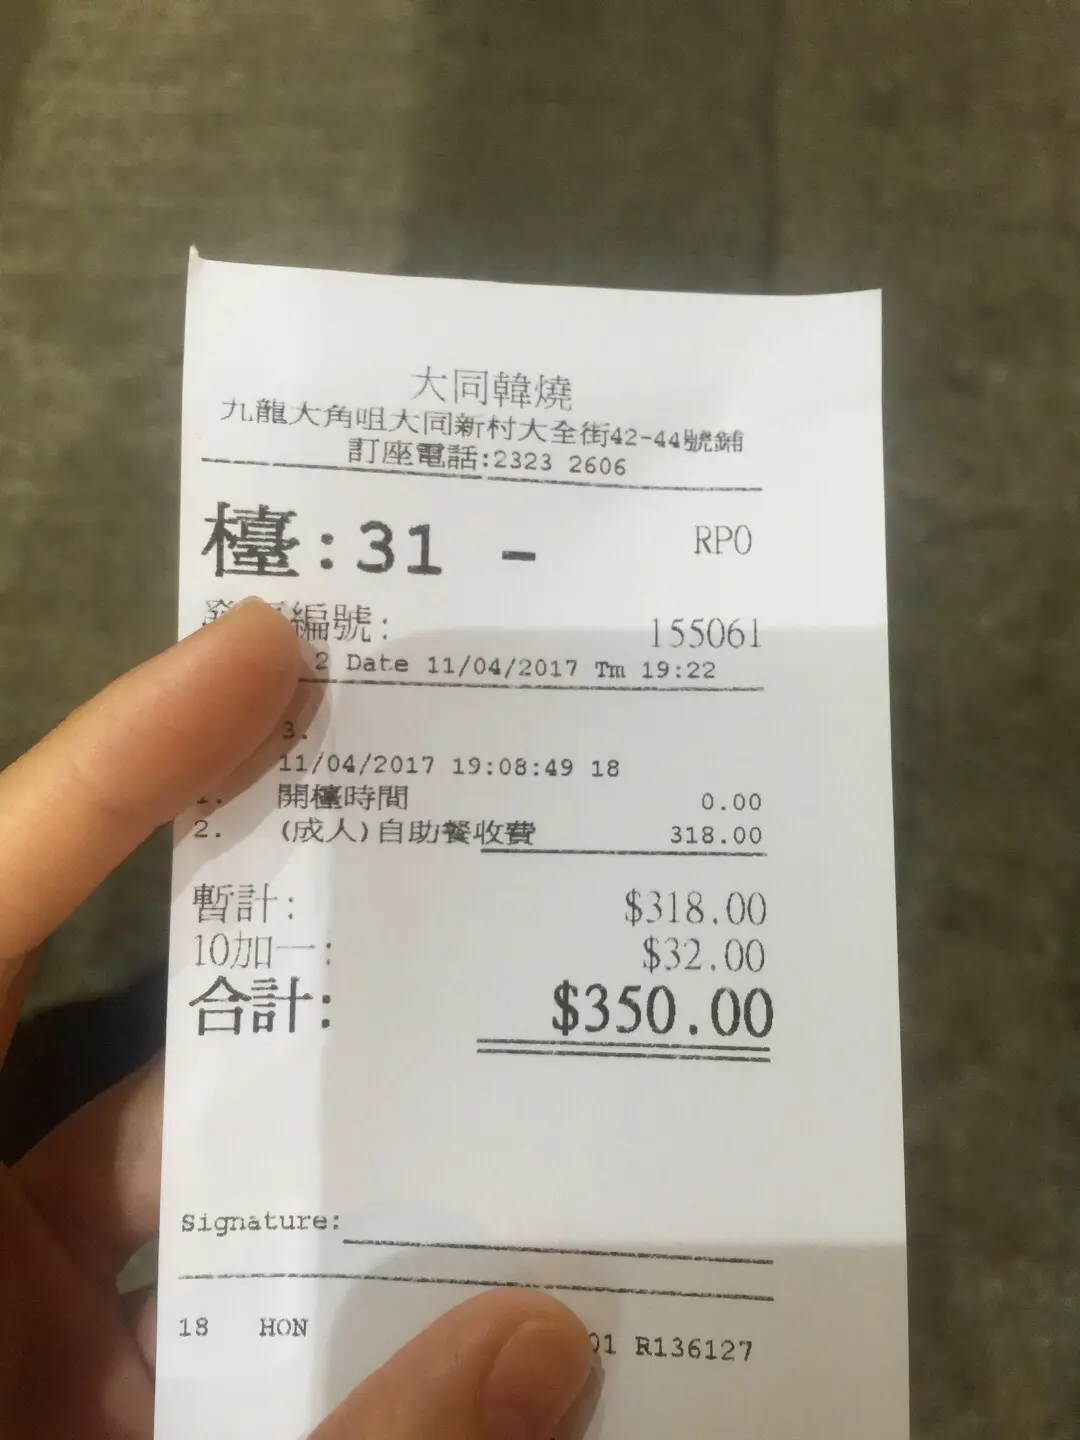 大同韓燒
九龍大角咀大同新村大全街42-44號鋪
訂座電話:2323 2606
檯:31 - RP0
編號: 155061
2 Date 11/04/2017 Tm 19:22
3.
11/04/2017 19:08:49 18
1. 開檯時間 0.00
2. (成人)自助餐收費 318.00
暫計: $318.00
10加一: $32.00
合計: $350.00
Signature:
18 HON 01 R136127